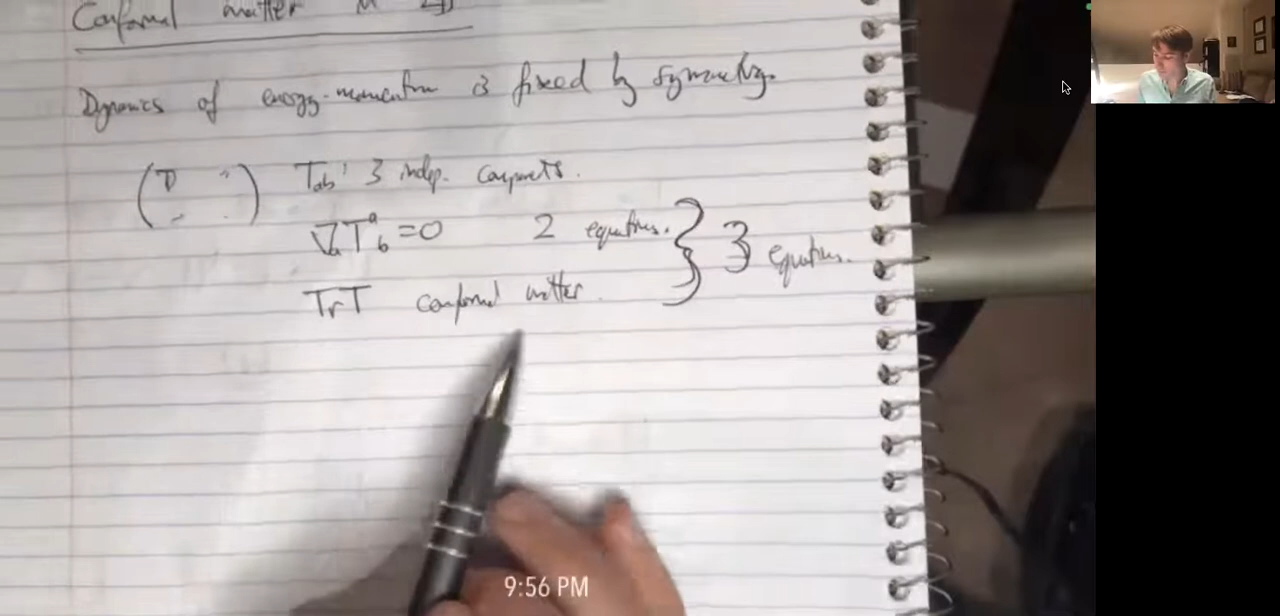 Conformal matter in 2d
Dynamics of energy-momentum is fixed by symmetry.
T_ab: 3 indep. components.
∇_a T^a_b = 0 2 equations.
Tr T conformal matter.
3 equations.
9:56 PM